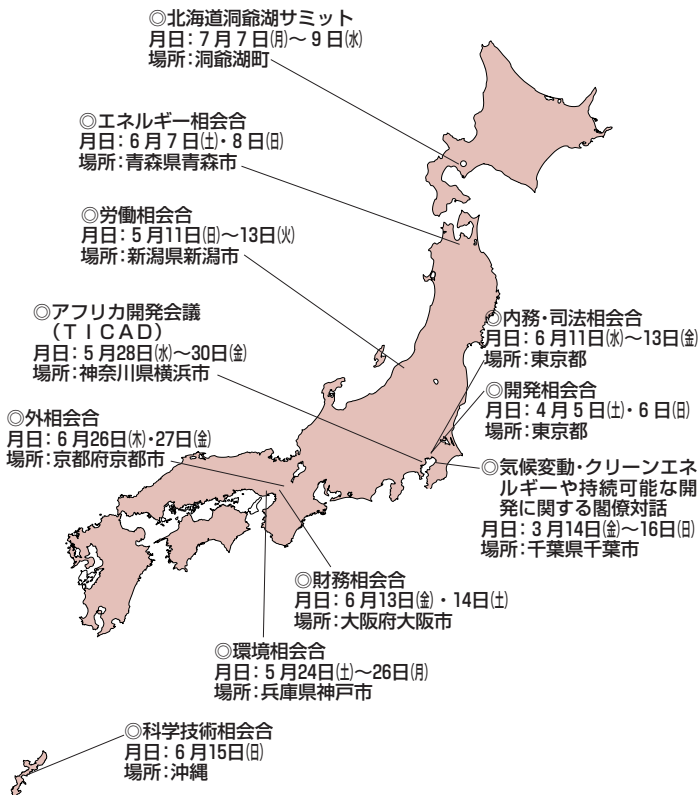 ◎北海道洞爺湖サミット
月日：７月７日㈪～９日㈬
場所：洞爺湖町
◎エネルギー相会合
月日：６月７日㈯・８日㈰
場所：青森県青森市
◎労働相会合
月日：５月11日㈰～13日㈫
場所：新潟県新潟市
◎アフリカ開発会議
（ＴＩＣＡＤ）
月日：５月28日㈬～30日㈮
場所：神奈川県横浜市
◎外相会合
月日：６月26日㈭・27日㈮
場所：京都府京都市
◎内務・司法相会合
月日：６月11日㈬～13日㈮
場所：東京都
◎開発相会合
月日：４月５日㈯・６日㈰
場所：東京都
◎気候変動・クリーンエネ
ルギーや持続可能な開
発に関する閣僚対話
月日：３月14日㈮～16日㈰
場所：千葉県千葉市
◎財務相会合
月日：６月13日㈮・14日㈯
場所：大阪府大阪市
◎環境相会合
月日：５月24日㈯～26日㈪
場所：兵庫県神戸市
◎科学技術相会合
月日：６月15日㈰
場所：沖縄